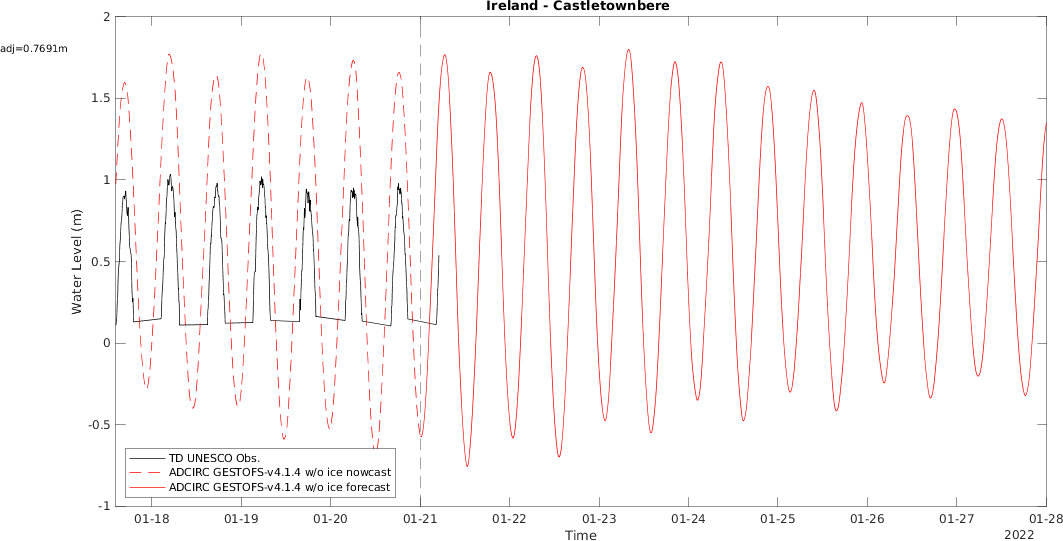 Ireland - Castletownbere
adj=0.7691m
2
1.5
1
0.5
0
-0.5
-1
Water Level (m)
TD UNESCO Obs.
ADCIRC GESTOFS-v4.1.4 w/o ice nowcast
ADCIRC GESTOFS-v4.1.4 w/o ice forecast
01-18 01-19 01-20 01-21 01-22 01-23 01-24 01-25 01-26 01-27 01-28
Time
2022